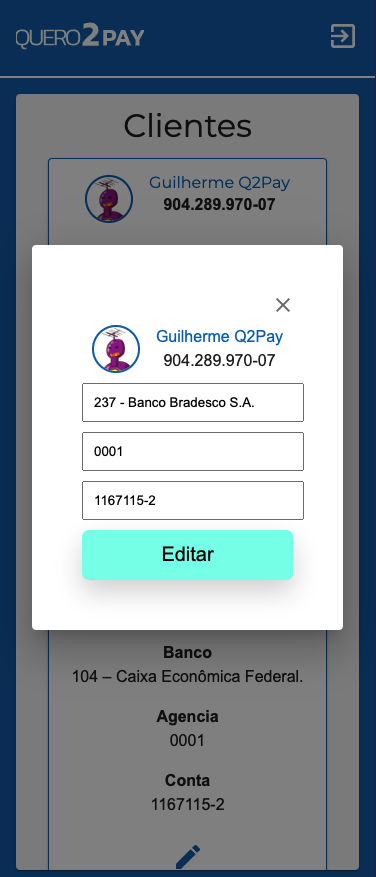 QUERO2PAY
Clientes
Guilherme Q2Pay
904.289.970-07
Guilherme Q2Pay
904.289.970-07
237 - Banco Bradesco S.A.
0001
1167115-2
Editar
Banco
104 – Caixa Econômica Federal.
Agencia
0001
Conta
1167115-2